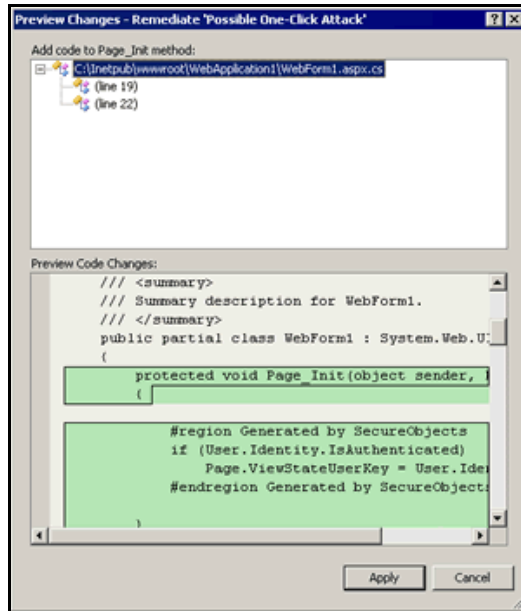 Preview Changes - Remediate 'Possible One-Click Attack'
Add code to Page_Init method:
C:\Inetpub\wwwroot\WebApplication1\WebForm1.aspx.cs
(line 19)
(line 22)
Preview Code Changes:
/// <summary>
/// Summary description for WebForm1.
/// </summary>
public partial class WebForm1 : System.Web.U
{
protected void Page_Init(object sender,
{
#region Generated by SecureObjects
if (User.Identity.IsAuthenticated)
Page.ViewStateUserKey = User.Ide
#endregion Generated by SecureObjects
}
Apply Cancel